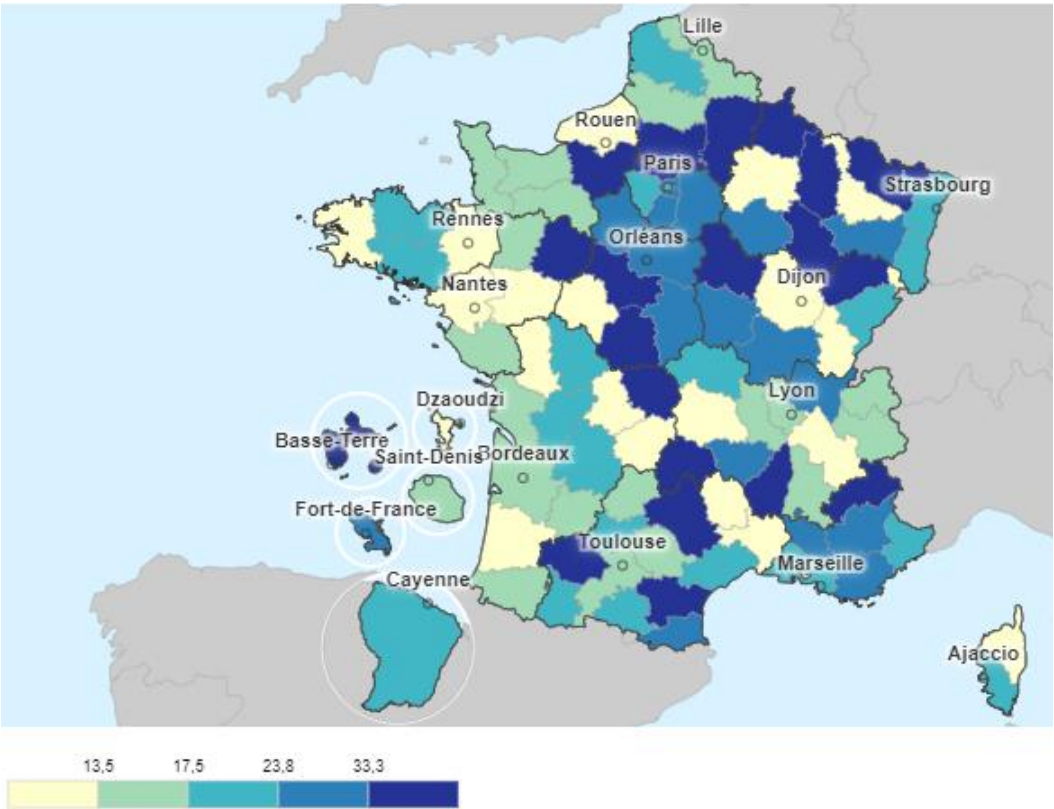 Lille
Rouen
Paris
Strasbourg
Rennes
Orléans
Nantes
Dijon
Dzaoudzi
Lyon
Basse-Terre
Saint-Denis
Bordeaux
Fort-de-France
Toulouse
Marseille
Cayenne
Ajaccio
13,5 17,5 23,8 33,3